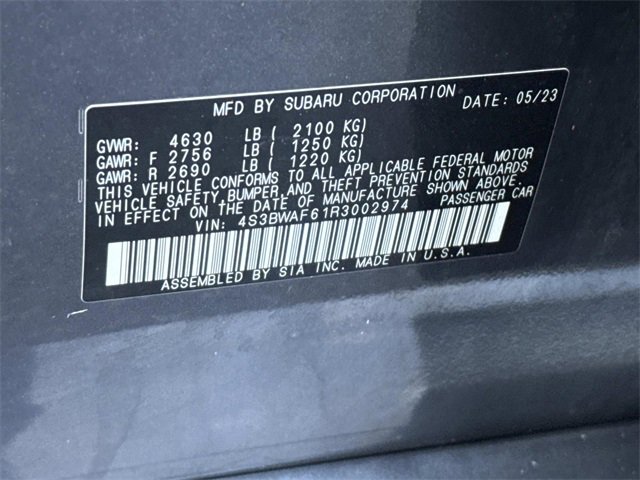 MFD BY SUBARU CORPORATION DATE: 05/23
GVWR: 4630 LB ( 2100 KG)
GAWR: F 2756 LB ( 1250 KG)
GAWR: R 2690 LB ( 1220 KG)
THIS VEHICLE CONFORMS TO ALL APPLICABLE FEDERAL MOTOR
VEHICLE SAFETY, BUMPER, AND THEFT PREVENTION STANDARDS
IN EFFECT ON THE DATE OF MANUFACTURE SHOWN ABOVE.
VIN: 4S3BWAF61R3002974 PASSENGER CAR
ASSEMBLED BY SIA INC. MADE IN U.S.A.